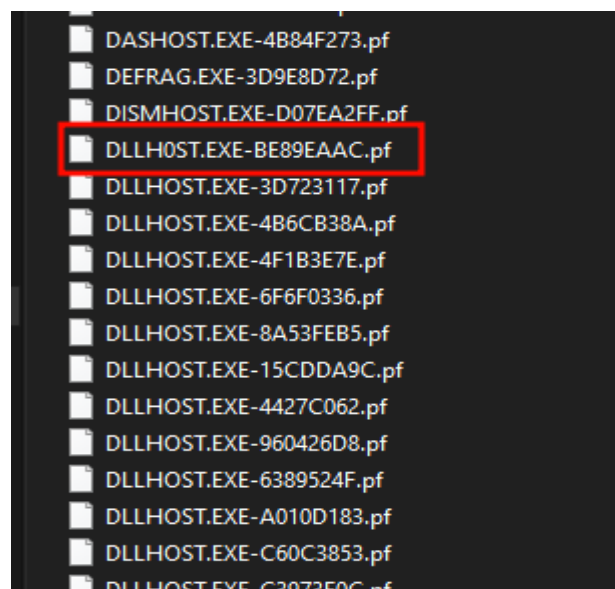 DASHOST.EXE-4B84F273.pf
DEFRAG.EXE-3D9E8D72.pf
DISMHOST.EXE-D07EA2FF.pf
DLLH0ST.EXE-BE89EAAC.pf
DLLHOST.EXE-3D723117.pf
DLLHOST.EXE-4B6CB38A.pf
DLLHOST.EXE-4F1B3E7E.pf
DLLHOST.EXE-6F6F0336.pf
DLLHOST.EXE-8A53FEB5.pf
DLLHOST.EXE-15CDDA9C.pf
DLLHOST.EXE-4427C062.pf
DLLHOST.EXE-960426D8.pf
DLLHOST.EXE-6389524F.pf
DLLHOST.EXE-A010D183.pf
DLLHOST.EXE-C60C3853.pf